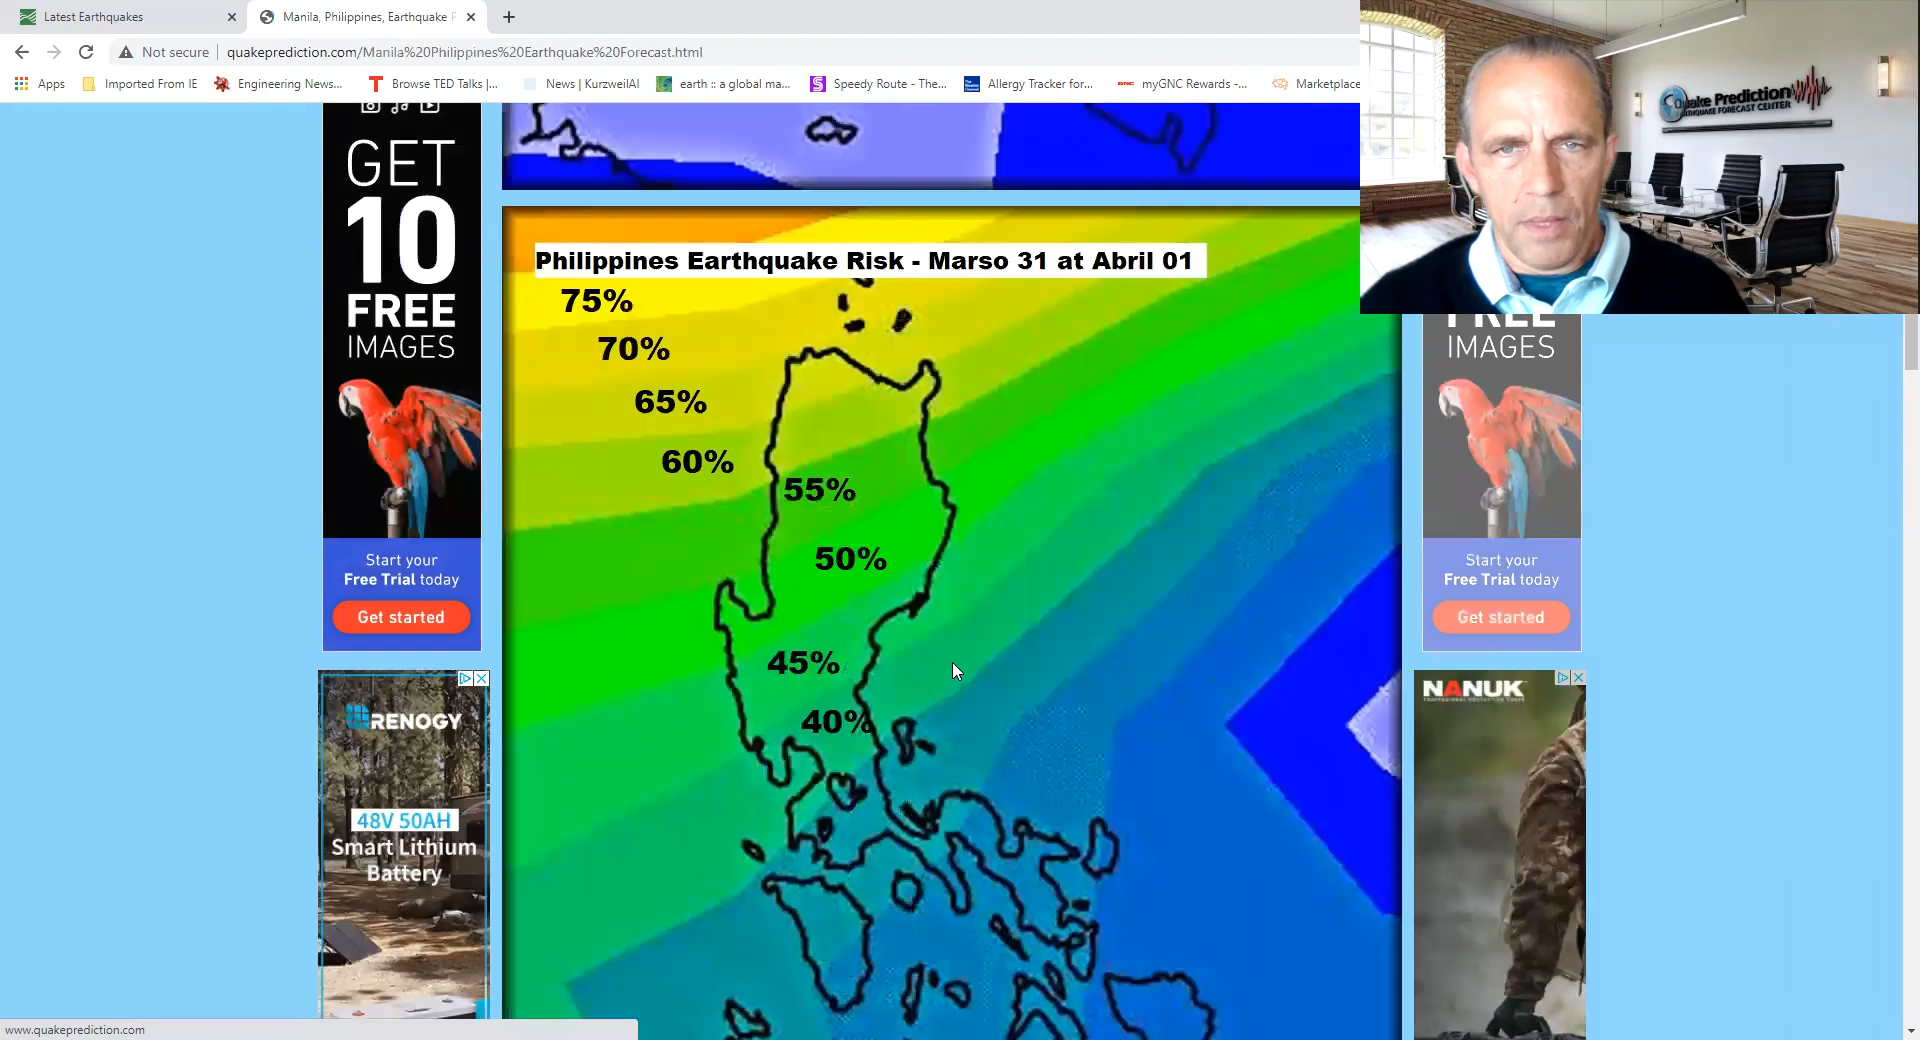 Latest Earthquakes
Manila, Philippines, Earthquake
Not secure
quakeprediction.com/Manila%20Philippines%20Earthquake%20Forecast.html
Apps
Imported From IE
Engineering News...
Browse TED Talks |...
News | KurzweilAI
earth :: a global ma...
Speedy Route - The...
Allergy Tracker for...
myGNC Rewards -...
Marketplace
Quake Prediction
EARTHQUAKE FORECAST CENTER
GET
10
FREE
IMAGES
Start your
Free Trial today
Get started
RENOGY
48V 50AH
Smart Lithium
Battery
Philippines Earthquake Risk - Marso 31 at Abril 01
75%
70%
65%
60%
55%
50%
45%
40%
FREE
IMAGES
Start your
Free Trial today
Get started
NANUK
www.quakeprediction.com